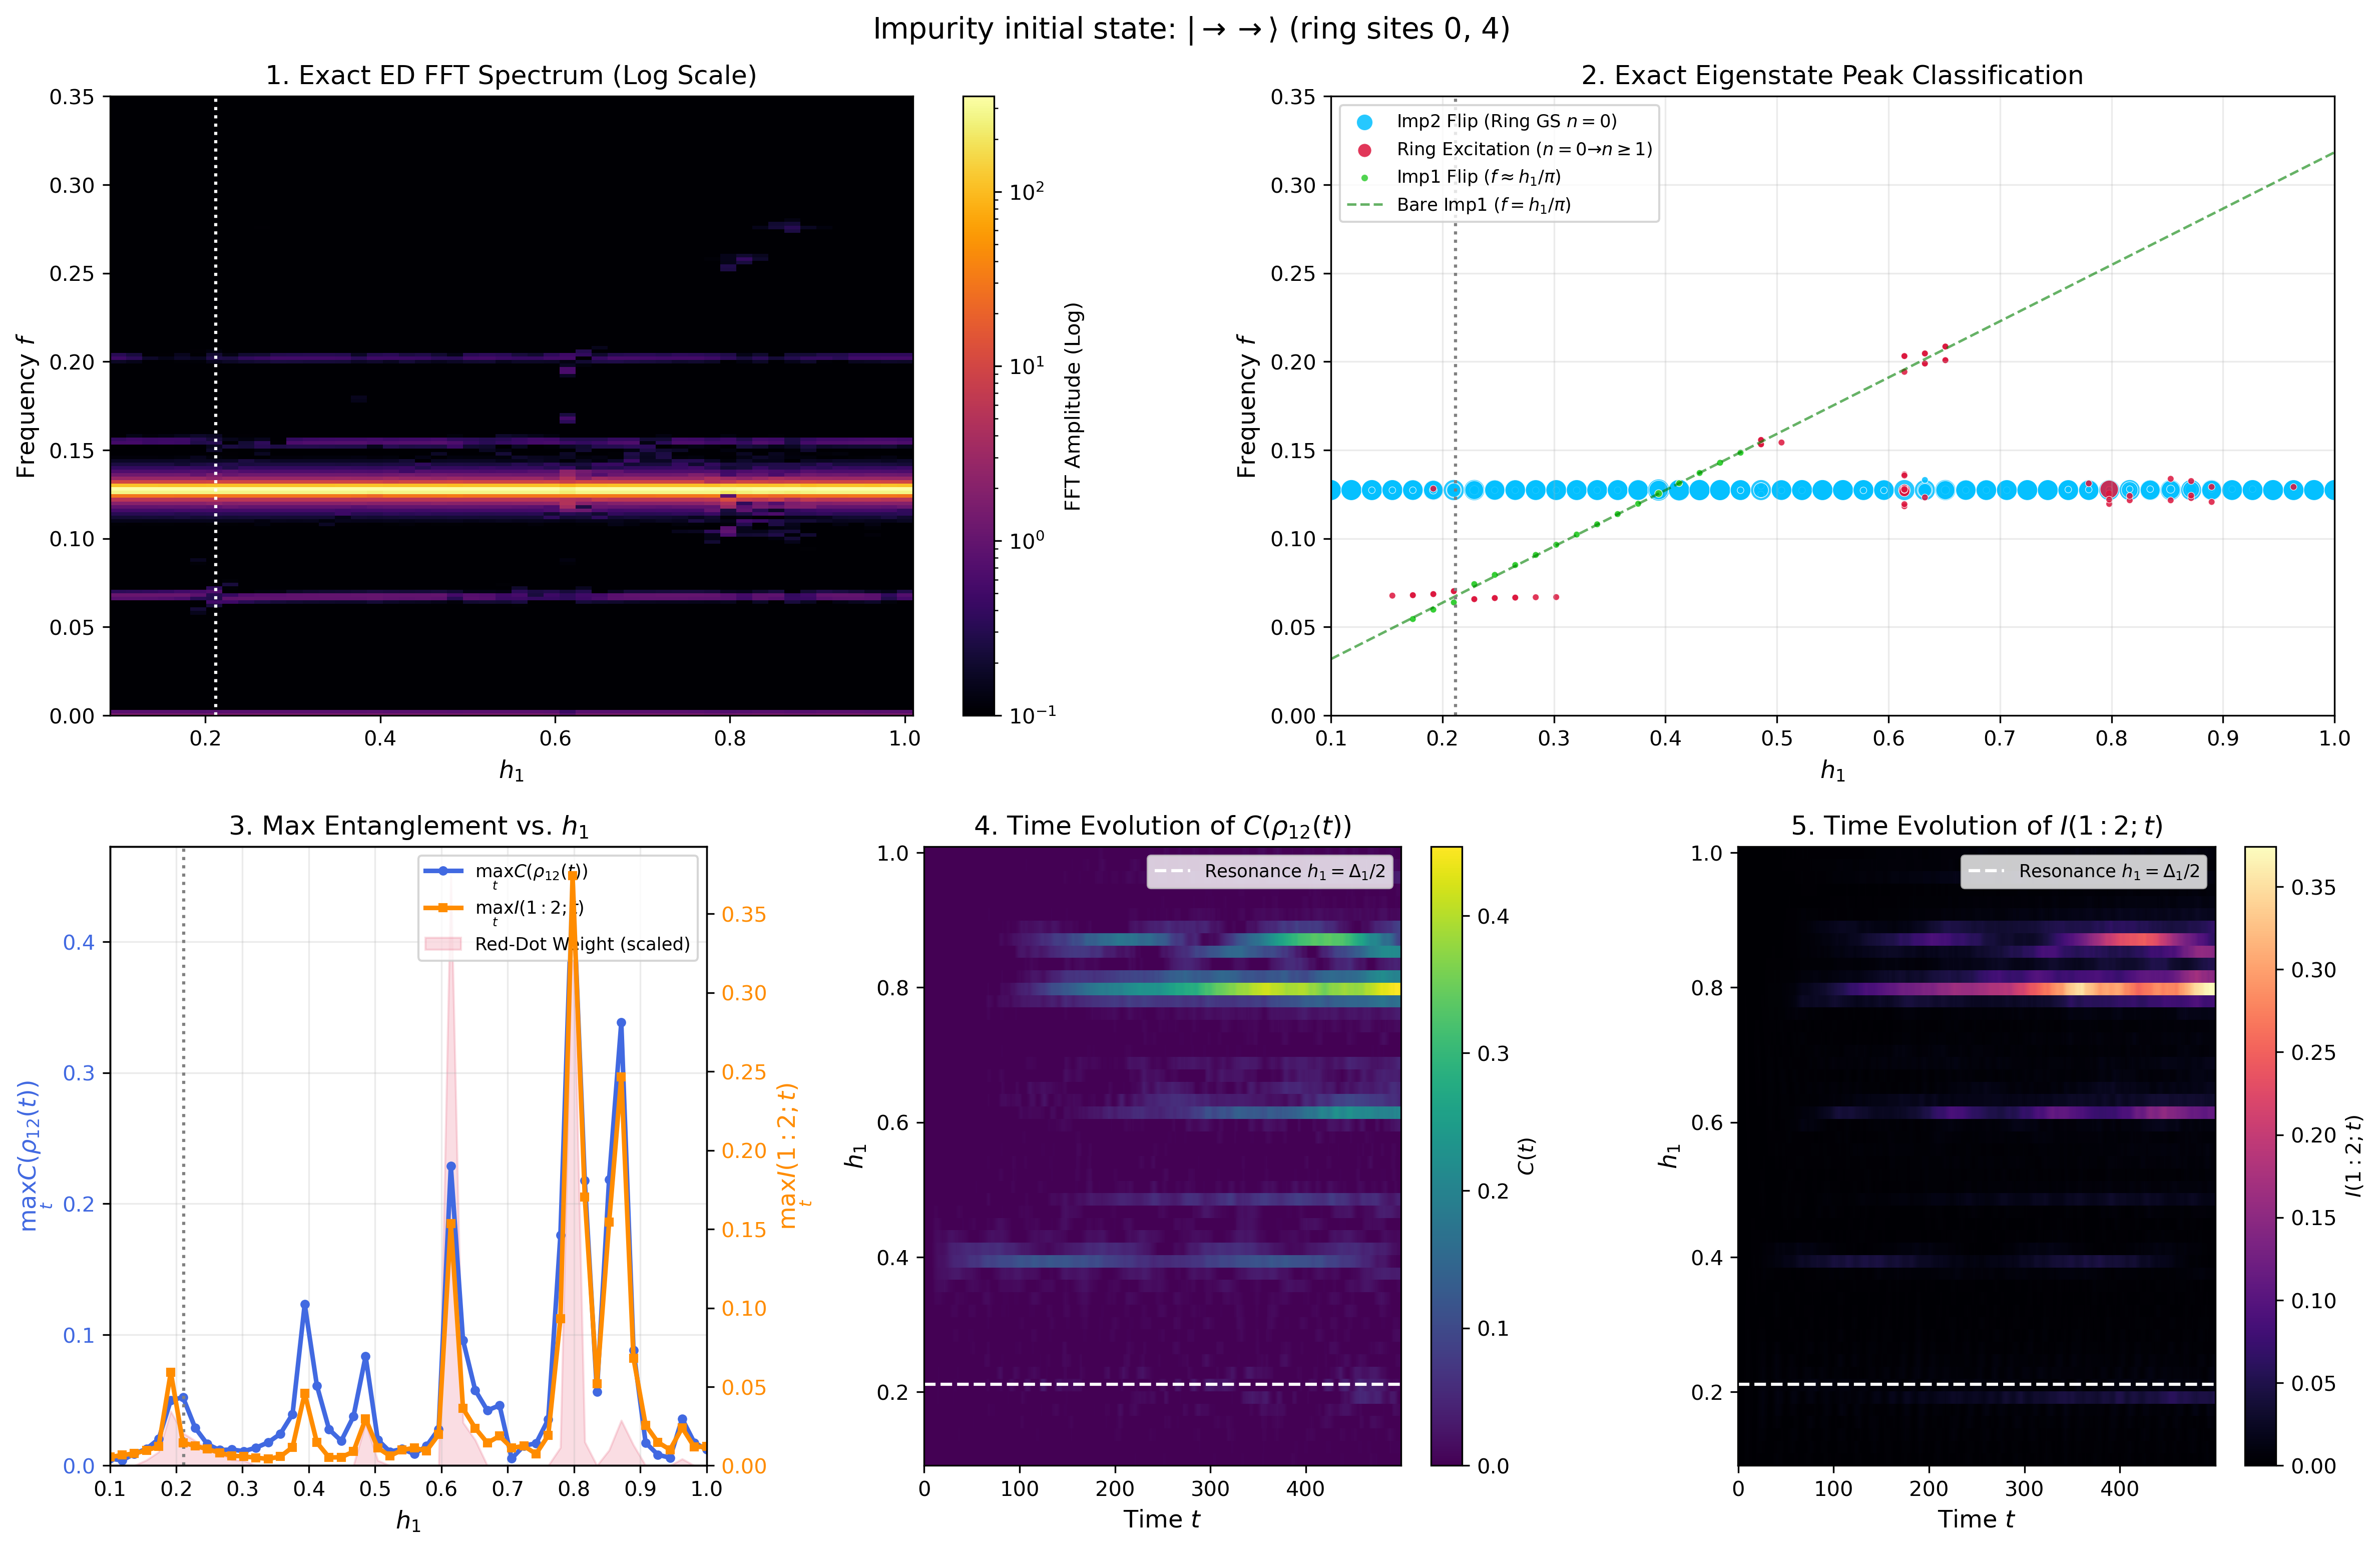 Impurity initial state: |→→⟩ (ring sites 0, 4)
1. Exact ED FFT Spectrum (Log Scale)
0.35
0.30
0.25
0.20
0.15
0.10
0.05
0.00
Frequency f
0.2 0.4 0.6 0.8 1.0
h₁
10²
10¹
10⁰
10⁻¹
FFT Amplitude (Log)
2. Exact Eigenstate Peak Classification
Imp2 Flip (Ring GS n = 0)
Ring Excitation (n = 0→n ≥ 1)
Imp1 Flip (f ≈ h₁/π)
Bare Imp1 (f = h₁/π)
0.35
0.30
0.25
0.20
0.15
0.10
0.05
0.00
Frequency f
0.1 0.2 0.3 0.4 0.5 0.6 0.7 0.8 0.9 1.0
h₁
3. Max Entanglement vs. h₁
max C(ρ₁₂(t))
t
max I(1 : 2; t)
t
Red-Dot Weight (scaled)
0.4
0.3
0.2
0.1
0.0
max C(ρ₁₂(t))
t
0.35
0.30
0.25
0.20
0.15
0.10
0.05
0.00
max I(1 : 2; t)
t
0.1 0.2 0.3 0.4 0.5 0.6 0.7 0.8 0.9 1.0
h₁
4. Time Evolution of C(ρ₁₂(t))
Resonance h₁ = Δ₁/2
1.0
0.8
0.6
0.4
0.2
h₁
0 100 200 300 400
Time t
0.4
0.3
0.2
0.1
0.0
C(t)
5. Time Evolution of I(1 : 2; t)
Resonance h₁ = Δ₁/2
1.0
0.8
0.6
0.4
0.2
h₁
0 100 200 300 400
Time t
0.35
0.30
0.25
0.20
0.15
0.10
0.05
0.00
I(1 : 2; t)